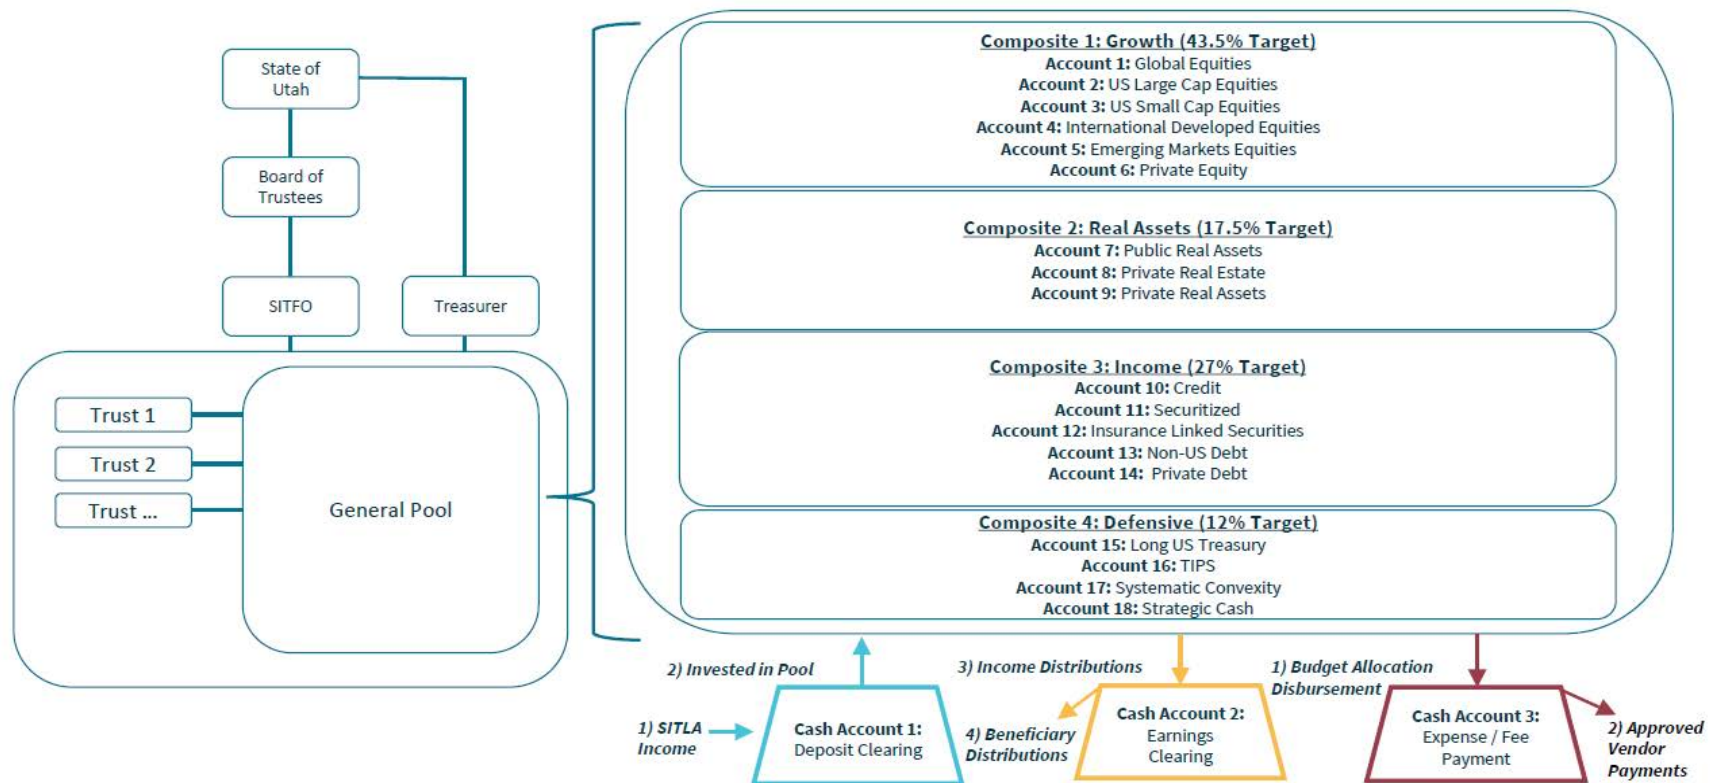 State of
Utah
Board of
Trustees
SITFO
Treasurer
Trust 1
Trust 2
Trust ...
General Pool
Composite 1: Growth (43.5% Target)
Account 1: Global Equities
Account 2: US Large Cap Equities
Account 3: US Small Cap Equities
Account 4: International Developed Equities
Account 5: Emerging Markets Equities
Account 6: Private Equity
Composite 2: Real Assets (17.5% Target)
Account 7: Public Real Assets
Account 8: Private Real Estate
Account 9: Private Real Assets
Composite 3: Income (27% Target)
Account 10: Credit
Account 11: Securitized
Account 12: Insurance Linked Securities
Account 13: Non-US Debt
Account 14: Private Debt
Composite 4: Defensive (12% Target)
Account 15: Long US Treasury
Account 16: TIPS
Account 17: Systematic Convexity
Account 18: Strategic Cash
2) Invested in Pool
1) SITLA
Income
Cash Account 1:
Deposit Clearing
3) Income Distributions
4) Beneficiary
Distributions
Cash Account 2:
Earnings
Clearing
1) Budget Allocation
Disbursement
Cash Account 3:
Expense / Fee
Payment
2) Approved
Vendor
Payments